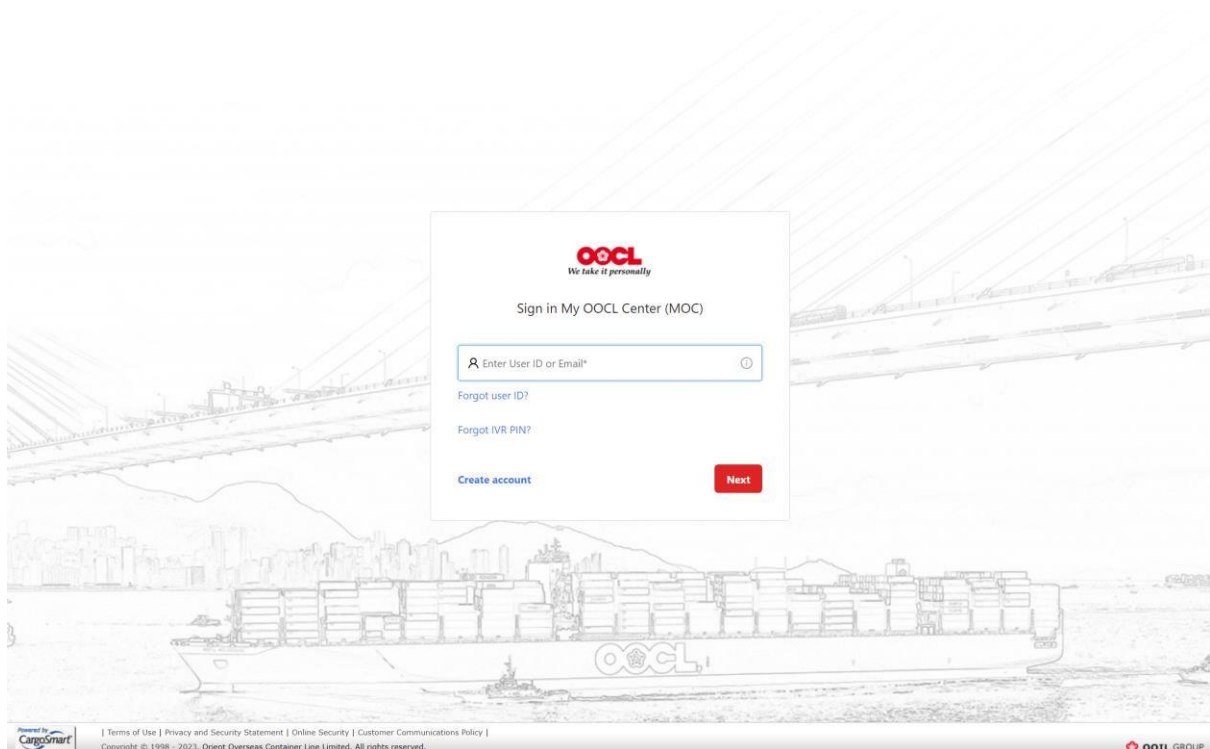 OOCL
We take it personally
Sign in My OOCL Center (MOC)
Enter User ID or Email*
Forgot user ID?
Forgot IVR PIN?
Create account
Next
OOCL
Powered by
CargoSmart
| Terms of Use | Privacy and Security Statement | Online Security | Customer Communications Policy |
Copyright © 1998 - 2023, Orient Overseas Container Line Limited. All rights reserved.
OOIL GROUP